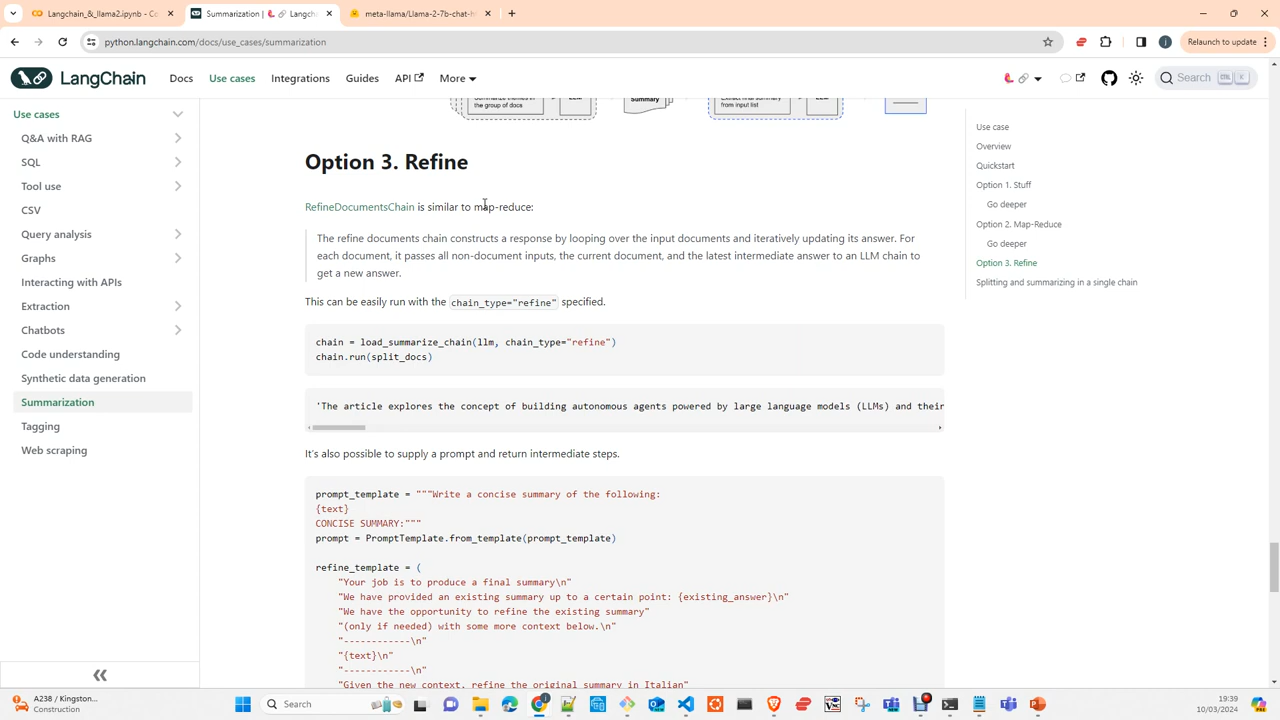 Langchain_&_llama2.ipynb - Co
Summarization | 🦜️🔗 Langch
meta-llama/Llama-2-7b-chat-h
python.langchain.com/docs/use_cases/summarization
Relaunch to update
LangChain
Docs
Use cases
Integrations
Guides
API
More
Search
Use cases
Q&A with RAG
SQL
Tool use
CSV
Query analysis
Graphs
Interacting with APIs
Extraction
Chatbots
Code understanding
Synthetic data generation
Summarization
Tagging
Web scraping
the group of docs
Summary
from input list
Option 3. Refine
RefineDocumentsChain is similar to map-reduce:
The refine documents chain constructs a response by looping over the input documents and iteratively updating its answer. For
each document, it passes all non-document inputs, the current document, and the latest intermediate answer to an LLM chain to
get a new answer.
This can be easily run with the chain_type="refine" specified.
chain = load_summarize_chain(llm, chain_type="refine")
chain.run(split_docs)
'The article explores the concept of building autonomous agents powered by large language models (LLMs) and their
It's also possible to supply a prompt and return intermediate steps.
prompt_template = """Write a concise summary of the following:
{text}
CONCISE SUMMARY:"""
prompt = PromptTemplate.from_template(prompt_template)
refine_template = (
"Your job is to produce a final summary\n"
"We have provided an existing summary up to a certain point: {existing_answer}\n"
"We have the opportunity to refine the existing summary"
"(only if needed) with some more context below.\n"
"------------\n"
"{text}\n"
"------------\n"
"Given the new context, refine the original summary in Italian"
Use case
Overview
Quickstart
Option 1. Stuff
Go deeper
Option 2. Map-Reduce
Go deeper
Option 3. Refine
Splitting and summarizing in a single chain
A238 / Kingston...
Construction
Search
19:39
10/03/2024